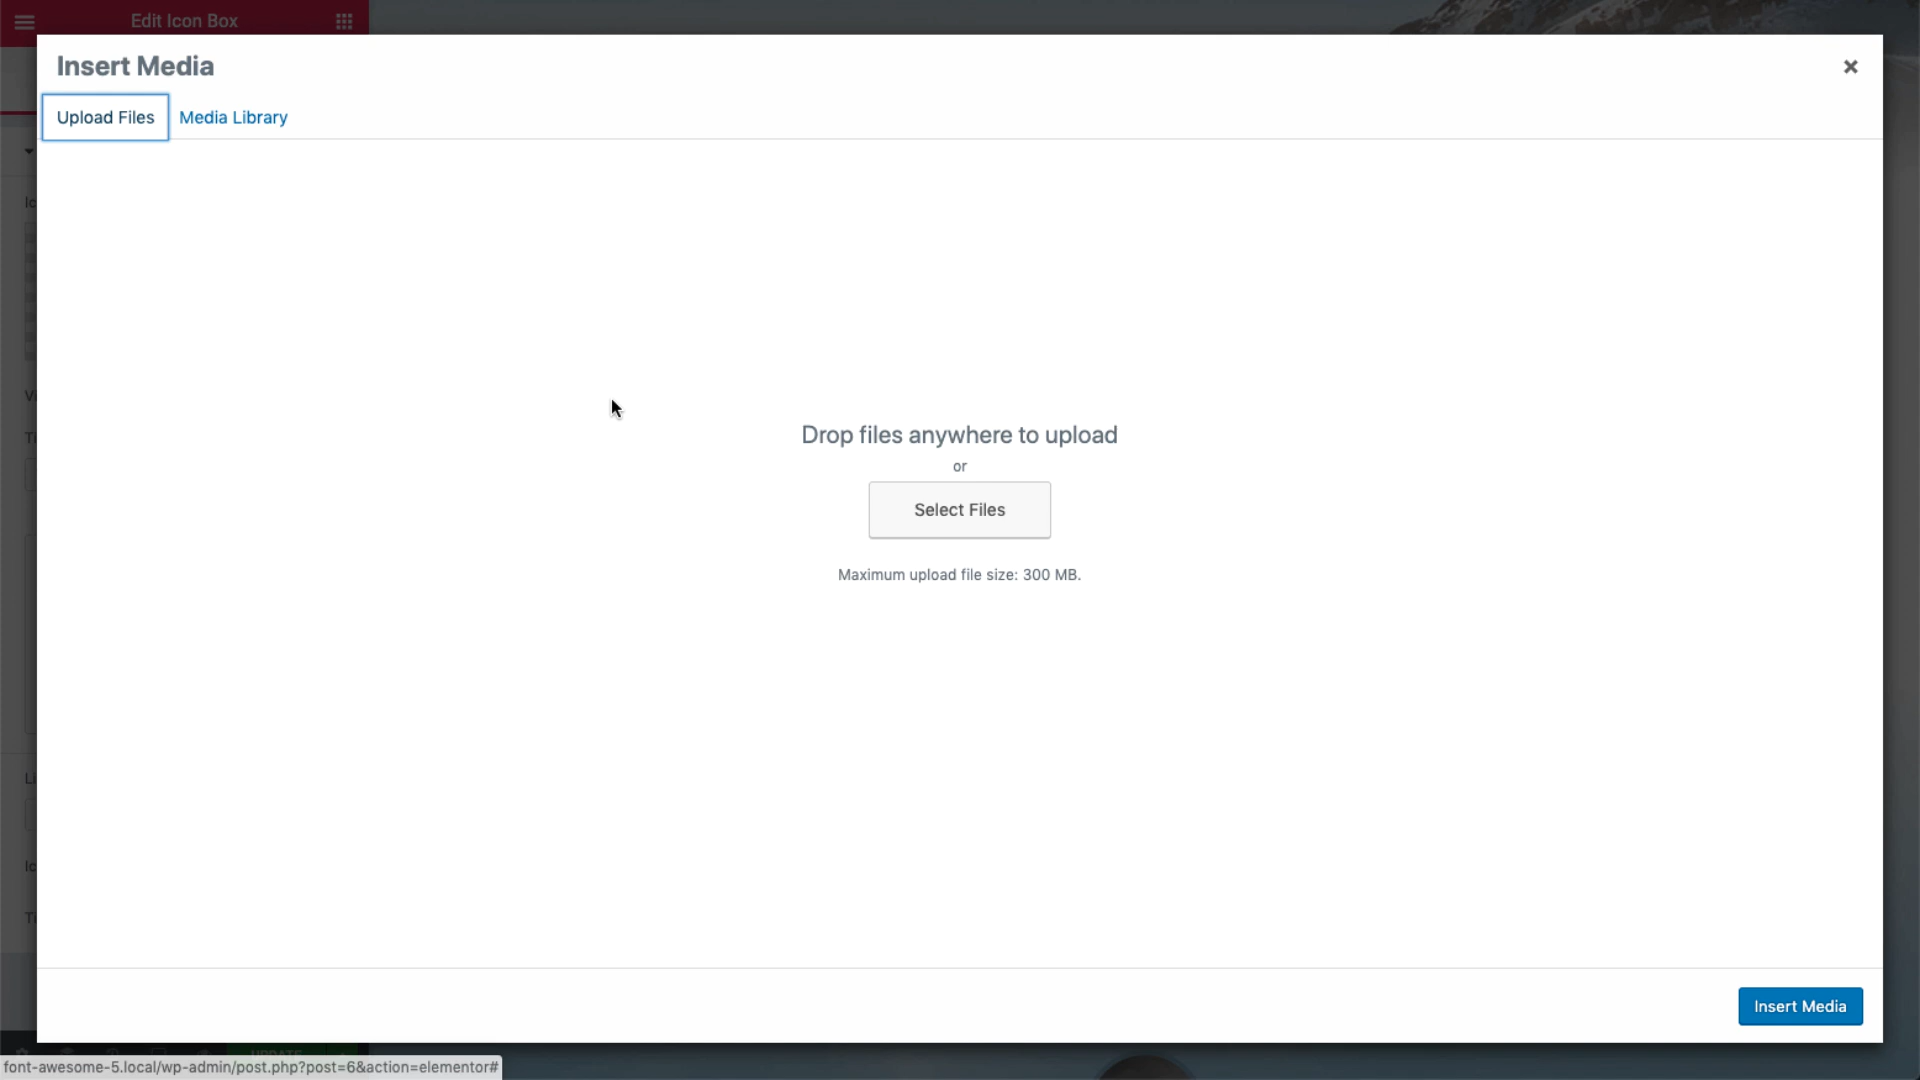 Edit Icon Box
Insert Media
Upload Files
Media Library
Drop files anywhere to upload
or
Select Files
Maximum upload file size: 300 MB.
Insert Media
UPDATE
font-awesome-5.local/wp-admin/post.php?post=6&action=elementor#